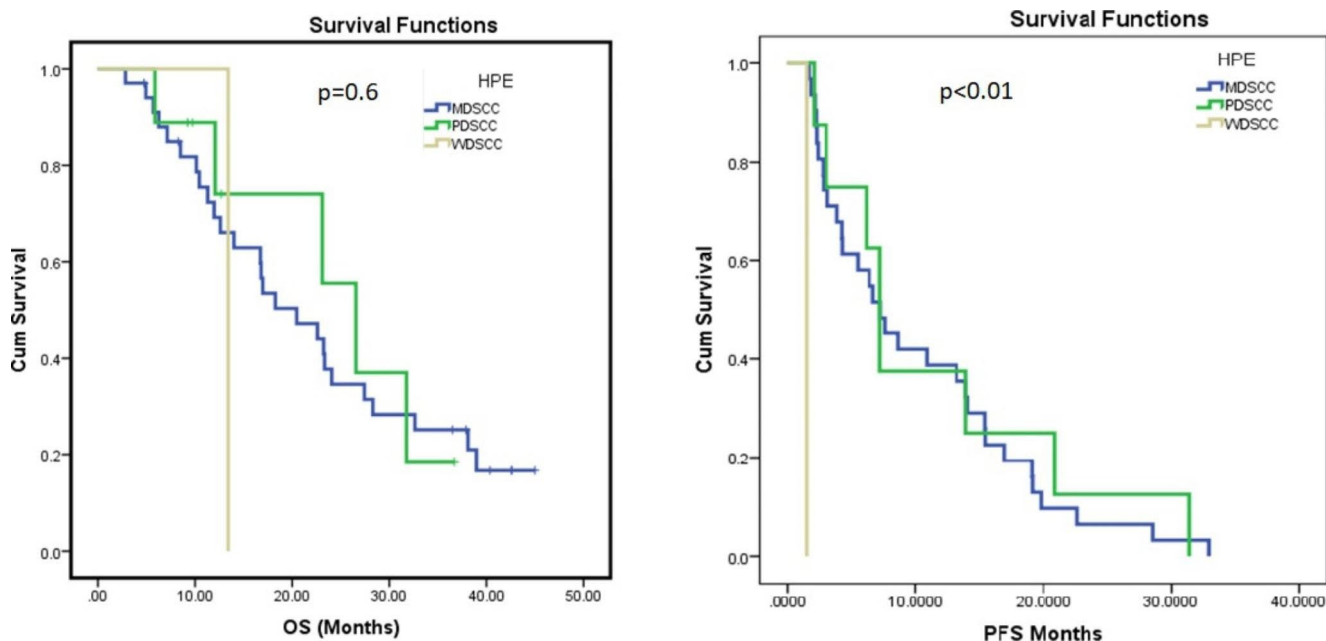 Survival Functions
p=0.6
HPE
MDSCC
PDSCC
WDSCC
1.0
0.8
0.6
0.4
0.2
0.0
Cum Survival
.00 10.00 20.00 30.00 40.00 50.00
OS (Months)
Survival Functions
p<0.01
HPE
MDSCC
PDSCC
WDSCC
1.0
0.8
0.6
0.4
0.2
0.0
Cum Survival
.0000 10.0000 20.0000 30.0000 40.0000
PFS Months